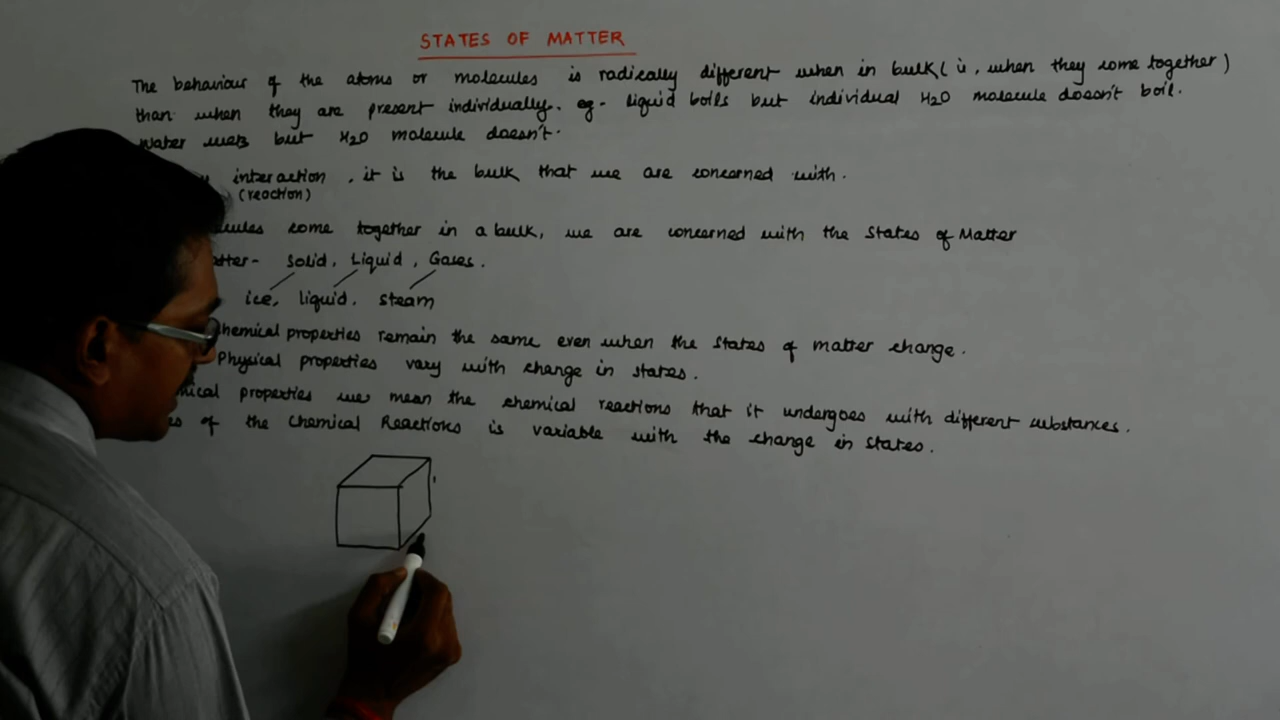 STATES OF MATTER
The behaviour of the atoms or molecules is radically different when in bulk ( ie, when they come together )
than when they are present individually. eg- liquid boils but individual H2O molecule doesn't boil.
Water wets but H2O molecule doesn't.
interaction, it is the bulk that we are concerned with.
(reaction)
cules come together in a bulk, we are concerned with the States of Matter
tter- Solid, Liquid, Gases.
ice, liquid, steam
Chemical properties remain the same even when the States of matter change.
Physical properties vary with change in states.
mical properties we mean the chemical reactions that it undergoes with different substances.
es of the Chemical Reactions is variable with the change in states.